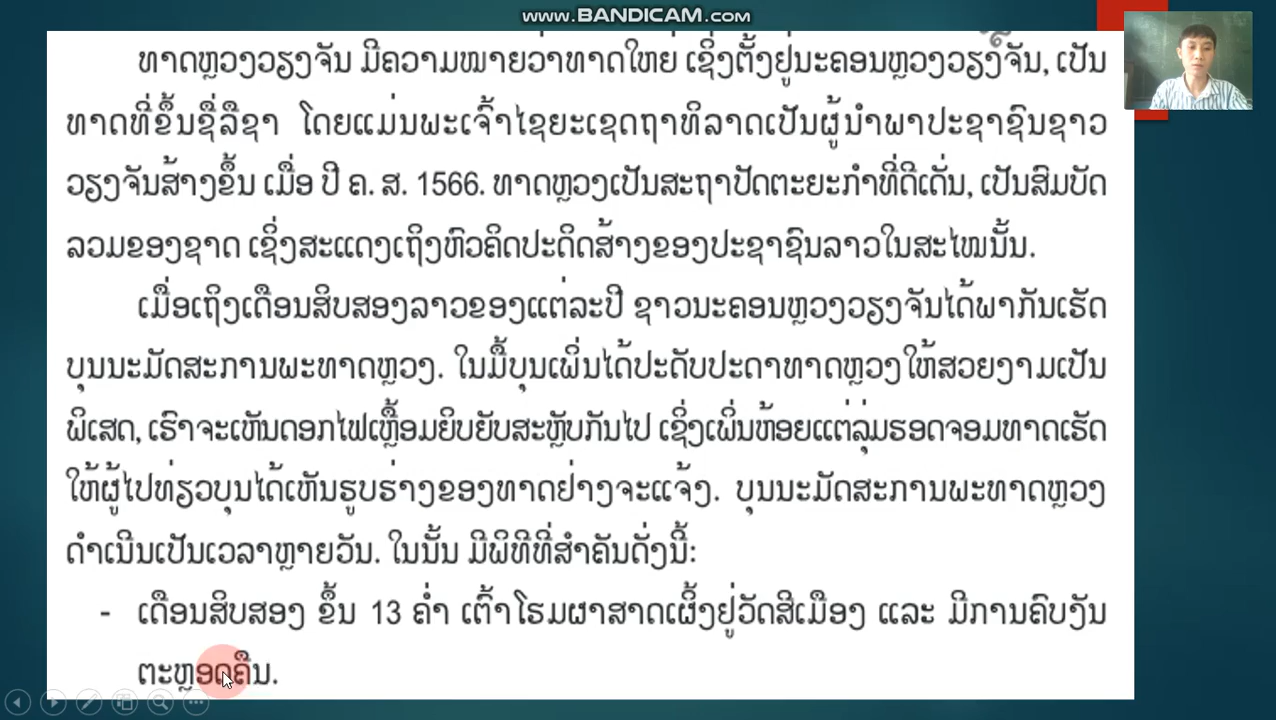 www.BANDICAM.com
ທາດຫຼວງວຽງຈັນ ມີຄວາມໝາຍວ່າທາດໃຫຍ່ ເຊິ່ງຕັ້ງຢູ່ນະຄອນຫຼວງວຽງຈັນ, ເປັນ
ທາດທີ່ຂຶ້ນຊື່ລືຊາ ໂດຍແມ່ນພະເຈົ້າໄຊຍະເຊດຖາທິລາດເປັນຜູ້ນໍາພາປະຊາຊົນຊາວ
ວຽງຈັນສ້າງຂຶ້ນ ເມື່ອ ປີ ຄ. ສ. 1566. ທາດຫຼວງເປັນສະຖາປັດຕະຍະກໍາທີ່ດີເດັ່ນ, ເປັນສົມບັດ
ລວມຂອງຊາດ ເຊິ່ງສະແດງເຖິງຫົວຄິດປະດິດສ້າງຂອງປະຊາຊົນລາວໃນສະໄໝນັ້ນ.
ເມື່ອເຖິງເດືອນສິບສອງລາວຂອງແຕ່ລະປີ ຊາວນະຄອນຫຼວງວຽງຈັນໄດ້ພາກັນເຮັດ
ບຸນນະມັດສະການພະທາດຫຼວງ. ໃນມື້ບຸນເພິ່ນໄດ້ປະດັບປະດາທາດຫຼວງໃຫ້ສວຍງາມເປັນ
ພິເສດ, ເຮົາຈະເຫັນດອກໄຟເຫຼື້ອມຍິບຍັບສະຫຼັບກັນໄປ ເຊິ່ງເພິ່ນຫ້ອຍແຕ່ລຸ່ມຮອດຈອມທາດເຮັດ
ໃຫ້ຜູ້ໄປທ່ຽວບຸນໄດ້ເຫັນຮູບຮ່າງຂອງທາດຢ່າງຈະແຈ້ງ. ບຸນນະມັດສະການພະທາດຫຼວງ
ດໍາເນີນເປັນເວລາຫຼາຍວັນ. ໃນນັ້ນ ມີພິທີທີ່ສໍາຄັນດັ່ງນີ້:
- ເດືອນສິບສອງ ຂຶ້ນ 13 ຄໍ່າ ເຕົ້າໂຮມຜາສາດເຜິ້ງຢູ່ວັດສີເມືອງ ແລະ ມີການຄົບງັນ
ຕະຫຼອດຄືນ.